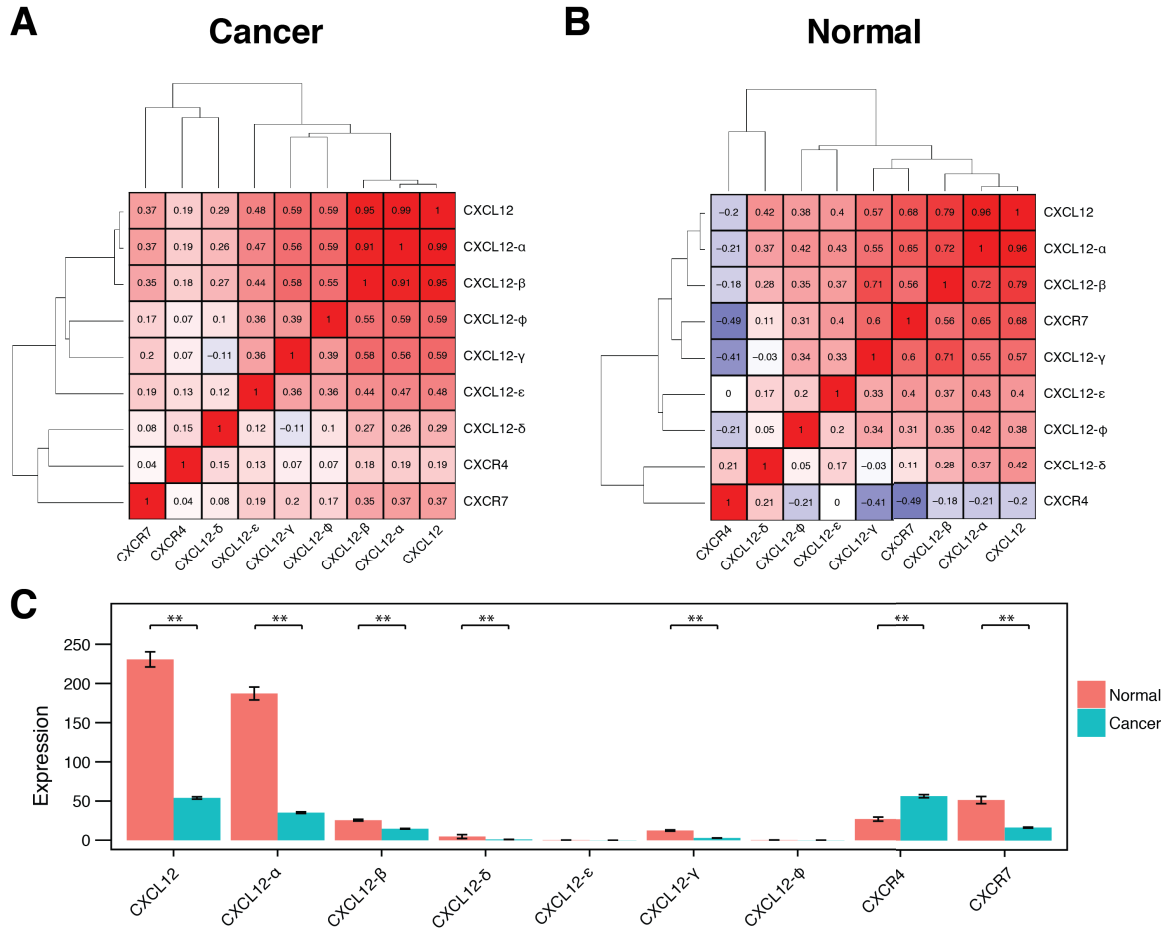 A
Cancer
B
Normal
0.37 0.19 0.29 0.48 0.59 0.59 0.95 0.99 1 CXCL12
0.37 0.19 0.26 0.47 0.56 0.59 0.91 1 0.99 CXCL12-α
0.35 0.18 0.27 0.44 0.58 0.55 1 0.91 0.95 CXCL12-β
0.17 0.07 0.1 0.36 0.39 1 0.55 0.59 0.59 CXCL12-φ
0.2 0.07 −0.11 0.36 1 0.39 0.58 0.56 0.59 CXCL12-γ
0.19 0.13 0.12 1 0.36 0.36 0.44 0.47 0.48 CXCL12-ε
0.08 0.15 1 0.12 −0.11 0.1 0.27 0.26 0.29 CXCL12-δ
0.04 1 0.15 0.13 0.07 0.07 0.18 0.19 0.19 CXCR4
1 0.04 0.08 0.19 0.2 0.17 0.35 0.37 0.37 CXCR7
CXCR7 CXCR4 CXCL12-δ CXCL12-ε CXCL12-γ CXCL12-φ CXCL12-β CXCL12-α CXCL12
−0.2 0.42 0.38 0.4 0.57 0.68 0.79 0.96 1 CXCL12
−0.21 0.37 0.42 0.43 0.55 0.65 0.72 1 0.96 CXCL12-α
−0.18 0.28 0.35 0.37 0.71 0.56 1 0.72 0.79 CXCL12-β
−0.49 0.11 0.31 0.4 0.6 1 0.56 0.65 0.68 CXCR7
−0.41 −0.03 0.34 0.33 1 0.6 0.71 0.55 0.57 CXCL12-γ
0 0.17 0.2 1 0.33 0.4 0.37 0.43 0.4 CXCL12-ε
−0.21 0.05 1 0.2 0.34 0.31 0.35 0.42 0.38 CXCL12-φ
0.21 1 0.05 0.17 −0.03 0.11 0.28 0.37 0.42 CXCL12-δ
1 0.21 −0.21 0 −0.41 −0.49 −0.18 −0.21 −0.2 CXCR4
CXCR4 CXCL12-δ CXCL12-φ CXCL12-ε CXCL12-γ CXCR7 CXCL12-β CXCL12-α CXCL12
C
** ** ** ** ** ** **
Expression
250
200
150
100
50
0
CXCL12 CXCL12-α CXCL12-β CXCL12-δ CXCL12-ε CXCL12-γ CXCL12-φ CXCR4 CXCR7
Normal
Cancer